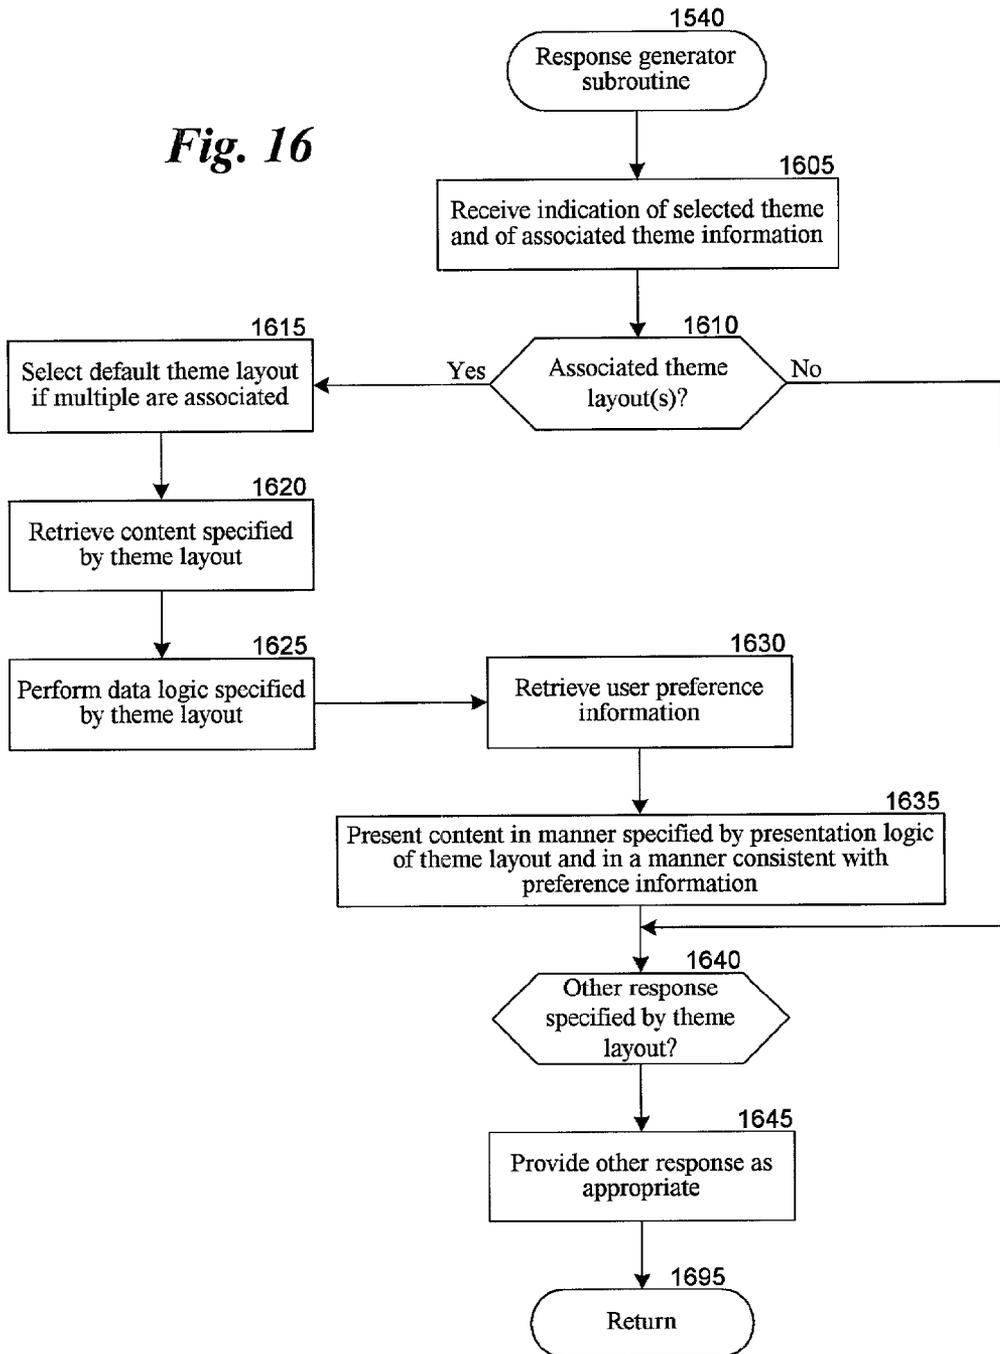 1540
Response generator
subroutine
Fig. 16
1605
Receive indication of selected theme
and of associated theme information
1610
Associated theme
layout(s)?
Yes
No
1615
Select default theme layout
if multiple are associated
1620
Retrieve content specified
by theme layout
1625
Perform data logic specified
by theme layout
1630
Retrieve user preference
information
1635
Present content in manner specified by presentation logic
of theme layout and in a manner consistent with
preference information
1640
Other response
specified by theme
layout?
1645
Provide other response as
appropriate
1695
Return